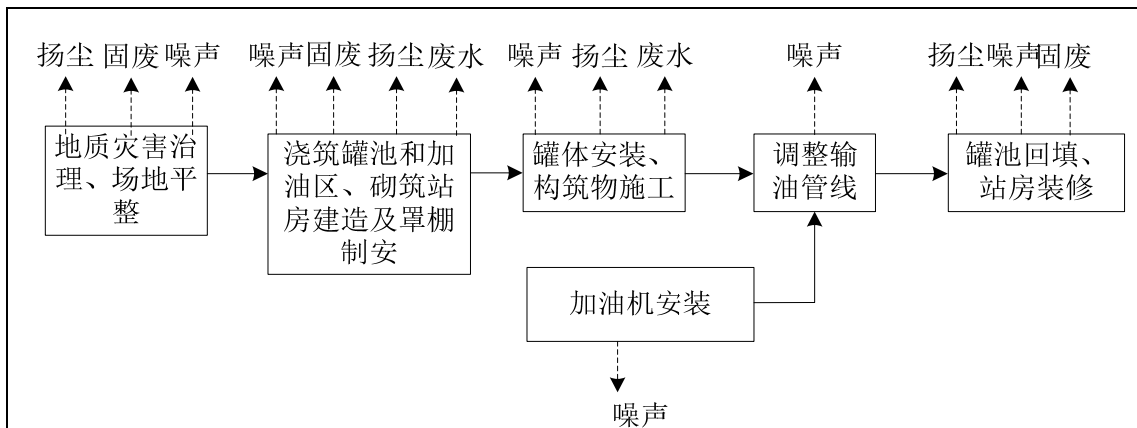 扬尘 固废 噪声 噪声 固废 扬尘 废水 噪声 扬尘 废水 噪声 扬尘 噪声 固废
地质灾害治
理、场地平
整
浇筑罐池和加
油区、砌筑站
房建造及罩棚
制安
罐体安装、
构筑物施工
调整输
油管线
罐池回填、
站房装修
加油机安装
噪声